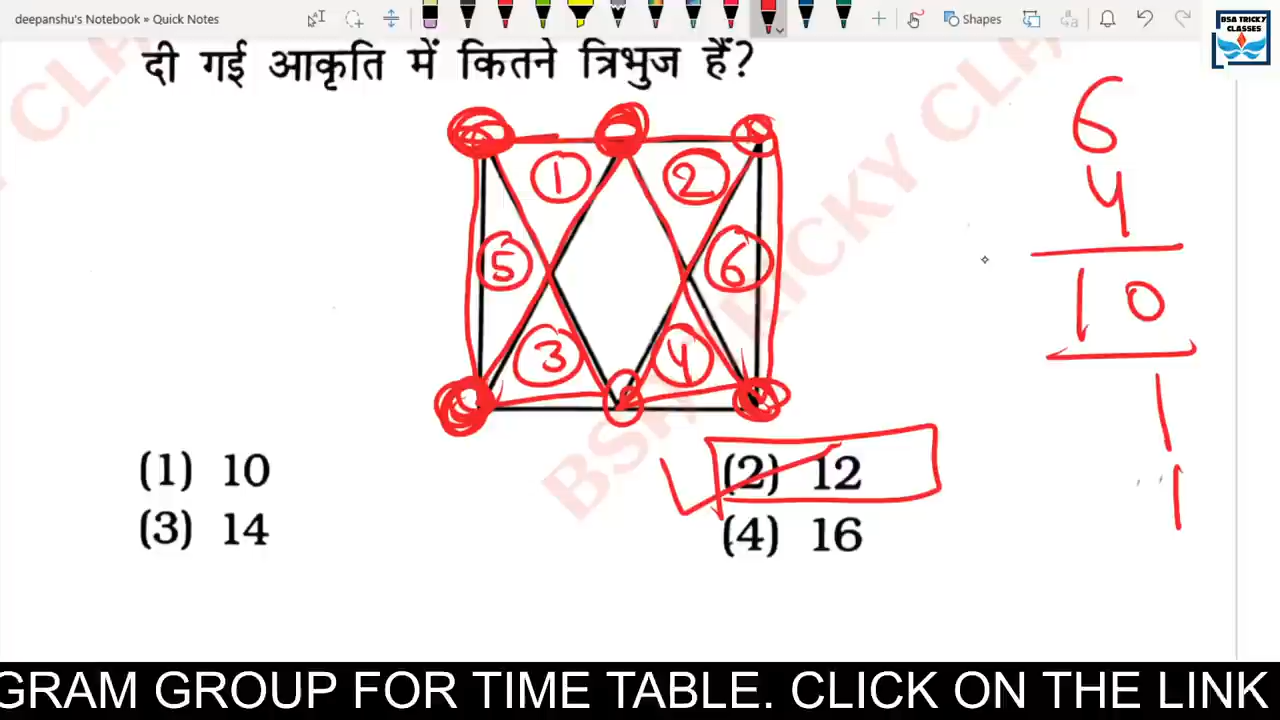 deepanshu's Notebook » Quick Notes
Shapes
BSA TRICKY
CLASSES
दी गई आकृति में कितने त्रिभुज हैं?
6
4
10
1
1
1 2
5 6
3 4
(1) 10
(2) 12
(3) 14
(4) 16
GRAM GROUP FOR TIME TABLE. CLICK ON THE LINK